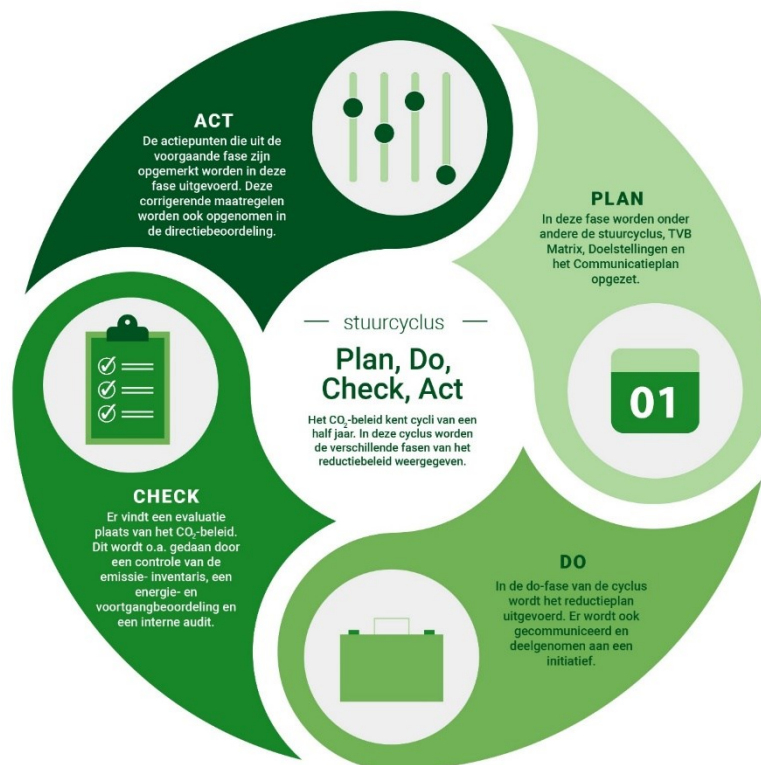 stuurcyclus
Plan, Do,
Check, Act
Het CO₂-beleid kent cycli van een
half jaar. In deze cyclus worden
de verschillende fasen van het
reductiebeleid weergegeven.
PLAN
In deze fase worden onder
andere de stuurcyclus, TVB
Matrix, Doelstellingen en
het Communicatieplan
opgezet.
01
DO
In de do-fase van de cyclus
wordt het reductieplan
uitgevoerd. Er wordt ook
gecommuniceerd en
deelgenomen aan een
initiatief.
CHECK
Er vindt een evaluatie
plaats van het CO₂-beleid.
Dit wordt o.a. gedaan door
een controle van de
emissie- inventaris, een
energie- en
voortgangbeoordeling en
een interne audit.
ACT
De actiepunten die uit de
voorgaande fase zijn
opgemerkt worden in deze
fase uitgevoerd. Deze
corrigerende maatregelen
worden ook opgenomen in
de directiebeoordeling.